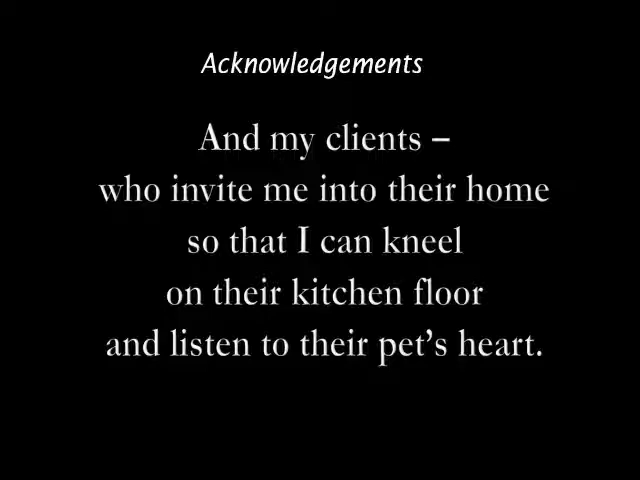 Acknowledgements
And my clients –
who invite me into their home
so that I can kneel
on their kitchen floor
and listen to their pet’s heart.